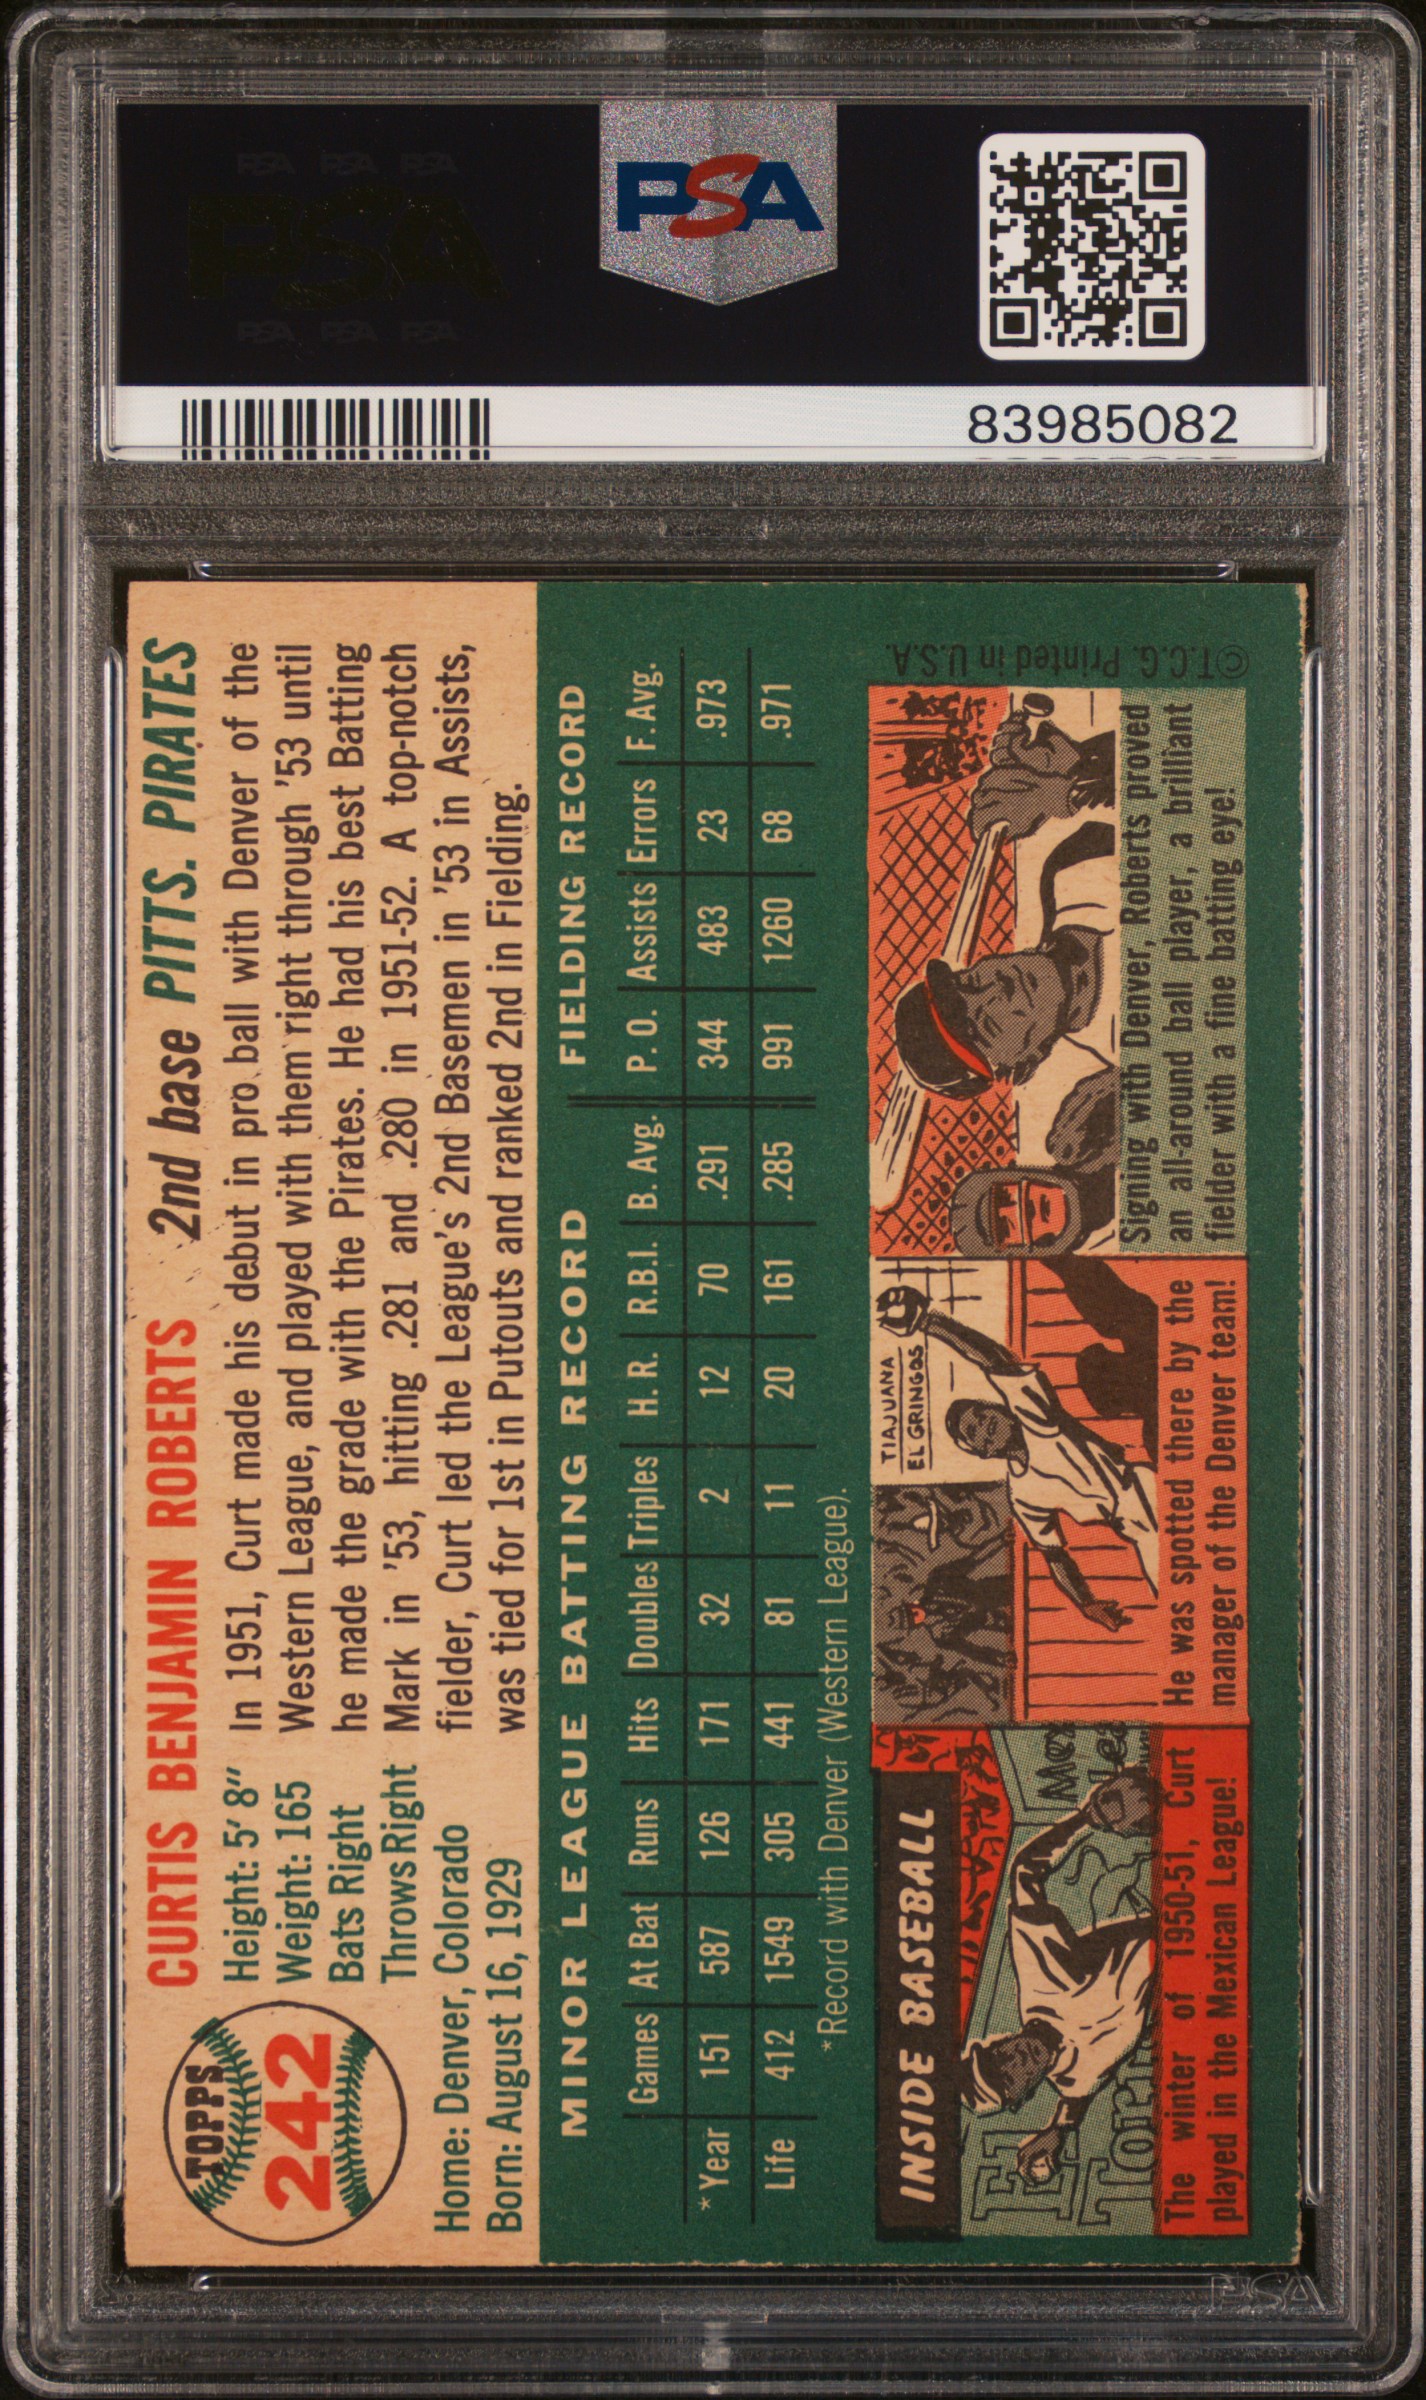 PSA PSA PSA
PSA
PSA PSA PSA
PSA
83985082
TOPPS
242
CURTIS BENJAMIN ROBERTS 2nd base PITTS. PIRATES
Height: 5' 8"
Weight: 165
Bats Right
Throws Right
Home: Denver, Colorado
Born: August 16, 1929
In 1951, Curt made his debut in pro ball with Denver of the
Western League, and played with them right through '53 until
he made the grade with the Pirates. He had his best Batting
Mark in '53, hitting .281 and .280 in 1951-52. A top-notch
fielder, Curt led the League's 2nd Basemen in '53 in Assists,
was tied for 1st in Putouts and ranked 2nd in Fielding.
MINOR LEAGUE BATTING RECORD FIELDING RECORD
Games At Bat Runs Hits Doubles Triples H. R. R.B.I. B. Avg. P. O. Assists Errors F. Avg.
* Year 151 587 126 171 32 2 12 70 .291 344 483 23 .973
Life 412 1549 305 441 81 11 20 161 .285 991 1260 68 .971
*Record with Denver (Western League).
INSIDE BASEBALL
The winter of 1950-51, Curt
played in the Mexican League!
TIAJUANA
EL GRINGOS
He was spotted there by the
manager of the Denver team!
Signing with Denver, Roberts proved
an all-around ball player, a brilliant
fielder with a fine batting eye!
©T.C.G. Printed in U.S.A.
PSA